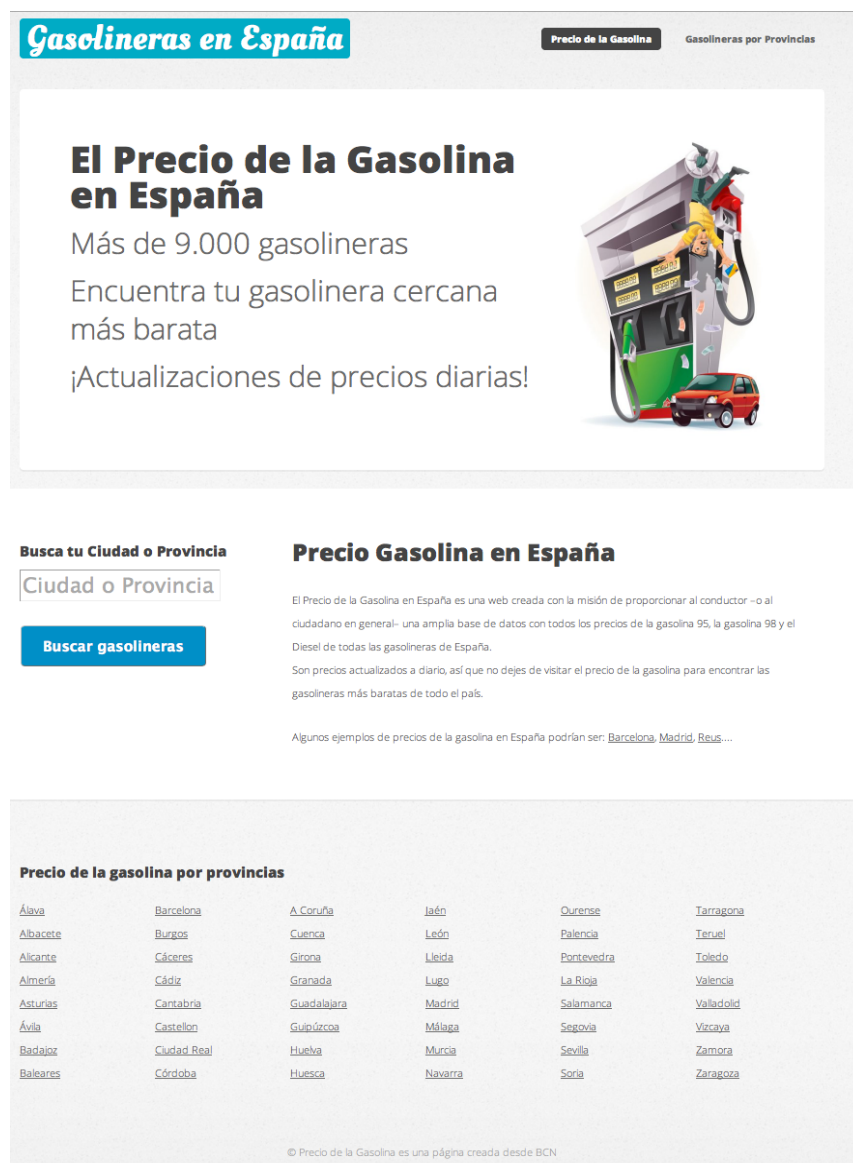 Gasolineras en España
Precio de la Gasolina
Gasolineras por Provincias
El Precio de la Gasolina
en España
Más de 9.000 gasolineras
Encuentra tu gasolinera cercana
más barata
¡Actualizaciones de precios diarias!
Busca tu Ciudad o Provincia
Ciudad o Provincia
Buscar gasolineras
Precio Gasolina en España
El Precio de la Gasolina en España es una web creada con la misión de proporcionar al conductor –o al
ciudadano en general– una amplia base de datos con todos los precios de la gasolina 95, la gasolina 98 y el
Diesel de todas las gasolineras de España.
Son precios actualizados a diario, así que no dejes de visitar el precio de la gasolina para encontrar las
gasolineras más baratas de todo el país.
Algunos ejemplos de precios de la gasolina en España podrían ser: Barcelona, Madrid, Reus....
Precio de la gasolina por provincias
Álava
Albacete
Alicante
Almería
Asturias
Ávila
Badajoz
Baleares
Barcelona
Burgos
Cáceres
Cádiz
Cantabria
Castellon
Ciudad Real
Córdoba
A Coruña
Cuenca
Girona
Granada
Guadalajara
Guipúzcoa
Huelva
Huesca
Jaén
León
Lleida
Lugo
Madrid
Málaga
Murcia
Navarra
Ourense
Palencia
Pontevedra
La Rioja
Salamanca
Segovia
Sevilla
Soria
Tarragona
Teruel
Toledo
Valencia
Valladolid
Vizcaya
Zamora
Zaragoza
© Precio de la Gasolina es una página creada desde BCN